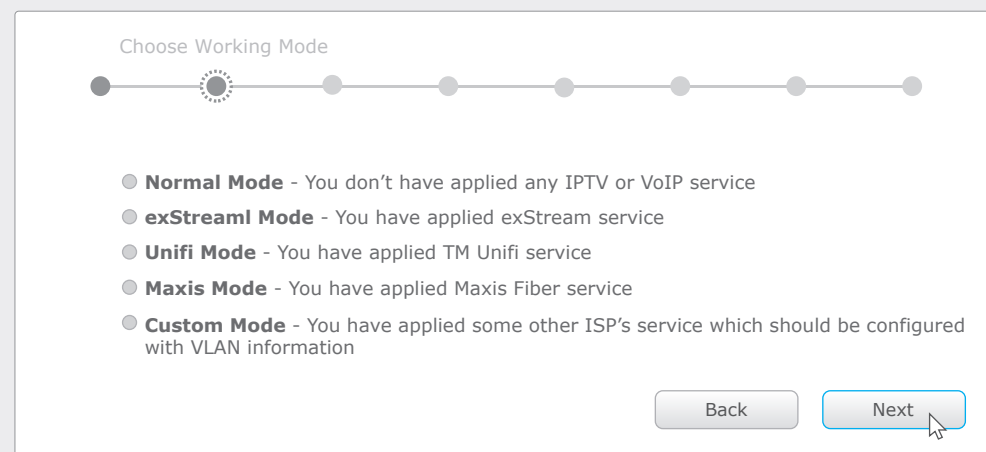 Choose Working Mode
Normal Mode - You don't have applied any IPTV or VoIP service
exStreaml Mode - You have applied exStream service
Unifi Mode - You have applied TM Unifi service
Maxis Mode - You have applied Maxis Fiber service
Custom Mode - You have applied some other ISP's service which should be configured
with VLAN information
Back
Next